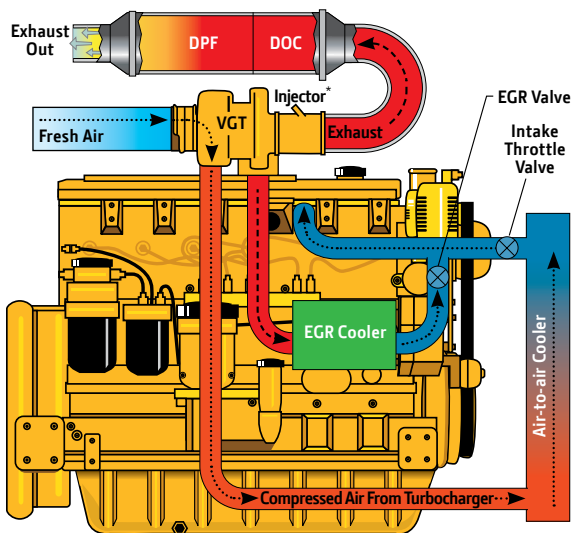 Exhaust
Out
DPF
DOC
Injector*
EGR Valve
Fresh Air
VGT
Exhaust
Intake
Throttle
Valve
EGR Cooler
Air-to-air Cooler
Compressed Air From Turbocharger